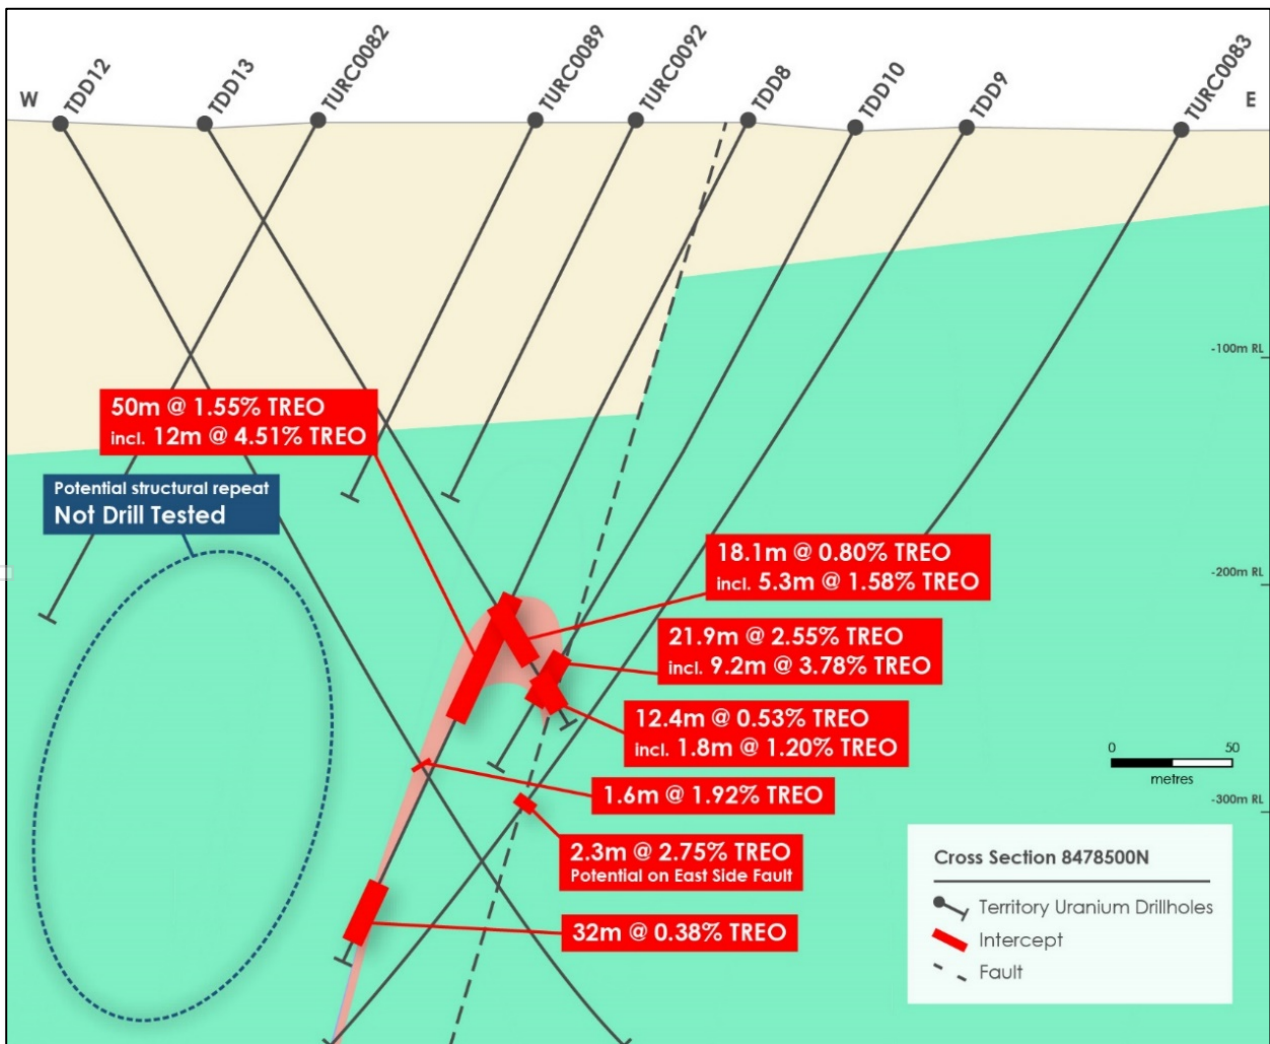 W
TDD12
TDD13
TURC0082
TURC0089
TURC0092
TDD8
TDD10
TDD9
TURC0083
E
-100m RL
50m @ 1.55% TREO
incl. 12m @ 4.51% TREO
Potential structural repeat
Not Drill Tested
18.1m @ 0.80% TREO
incl. 5.3m @ 1.58% TREO
-200m RL
21.9m @ 2.55% TREO
incl. 9.2m @ 3.78% TREO
12.4m @ 0.53% TREO
incl. 1.8m @ 1.20% TREO
0 50
metres
1.6m @ 1.92% TREO
-300m RL
2.3m @ 2.75% TREO
Potential on East Side Fault
32m @ 0.38% TREO
Cross Section 8478500N
Territory Uranium Drillholes
Intercept
Fault